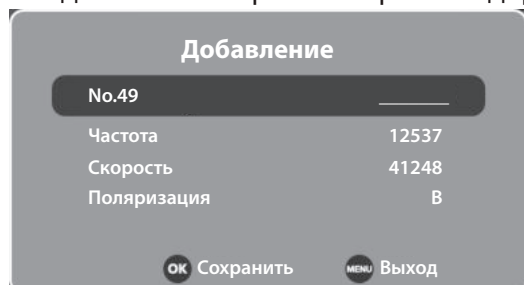 Добавление
No.49
Частота 12537
Скорость 41248
Поляризация В
OK Сохранить MENU Выход